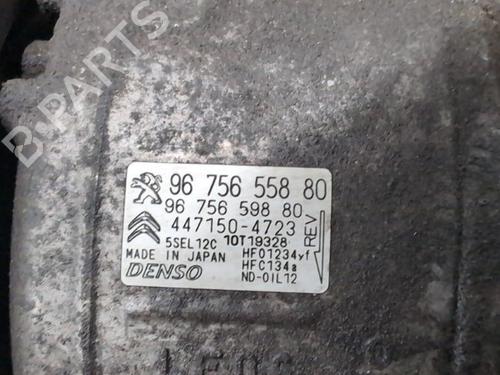 B-PARTS
96 756 558 80
96 756 598 80
447150-4723
5SEL12C 10T19328
MADE IN JAPAN HFO1234yf
DENSO HFC134a
ND-OIL12
REV